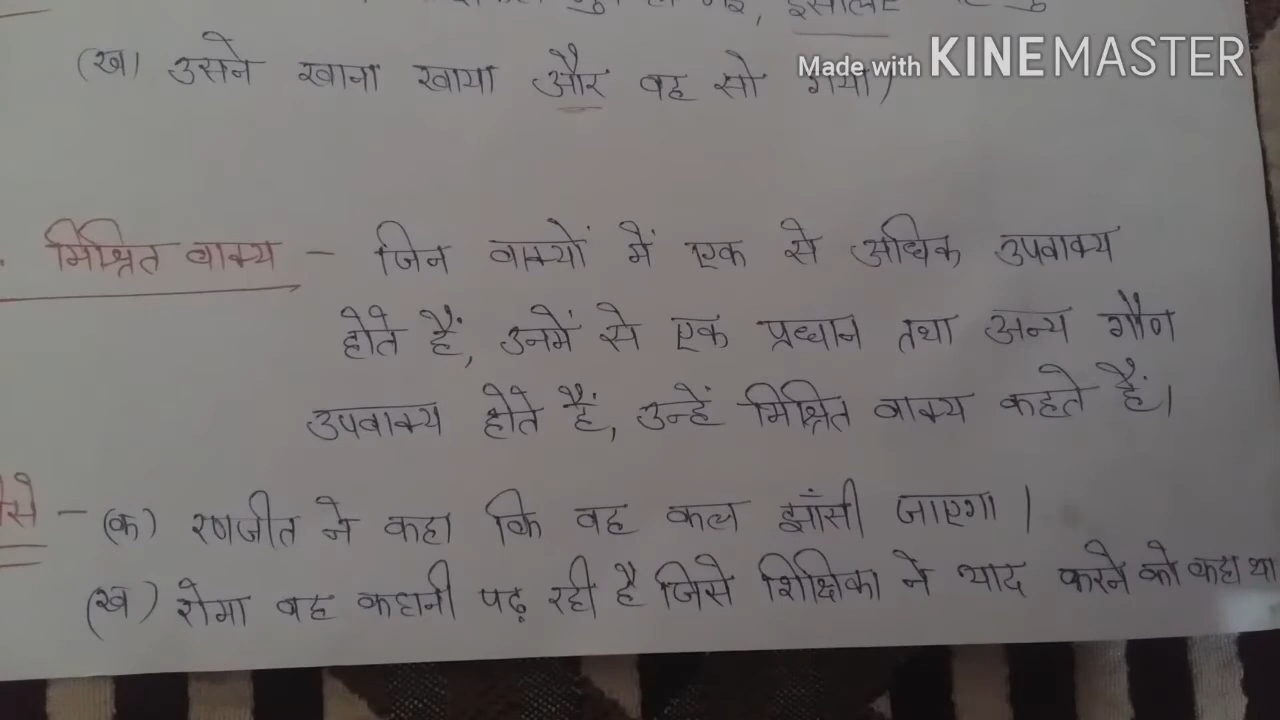 इसलिए
(ख) उसने खाना खाया और वह सो गया)
Made with KINEMASTER
मिश्रित वाक्य - जिन वाक्यों में एक से अधिक उपवाक्य
होते हैं, उनमें से एक प्रधान तथा अन्य गौण
उपवाक्य होते हैं, उन्हें मिश्रित वाक्य कहते हैं।
- (क) रणजीत ने कहा कि वह कल झाँसी जाएगा।
(ख) रोमा वह कहानी पढ़ रही है जिसे शिक्षिका ने याद करने को कहा था